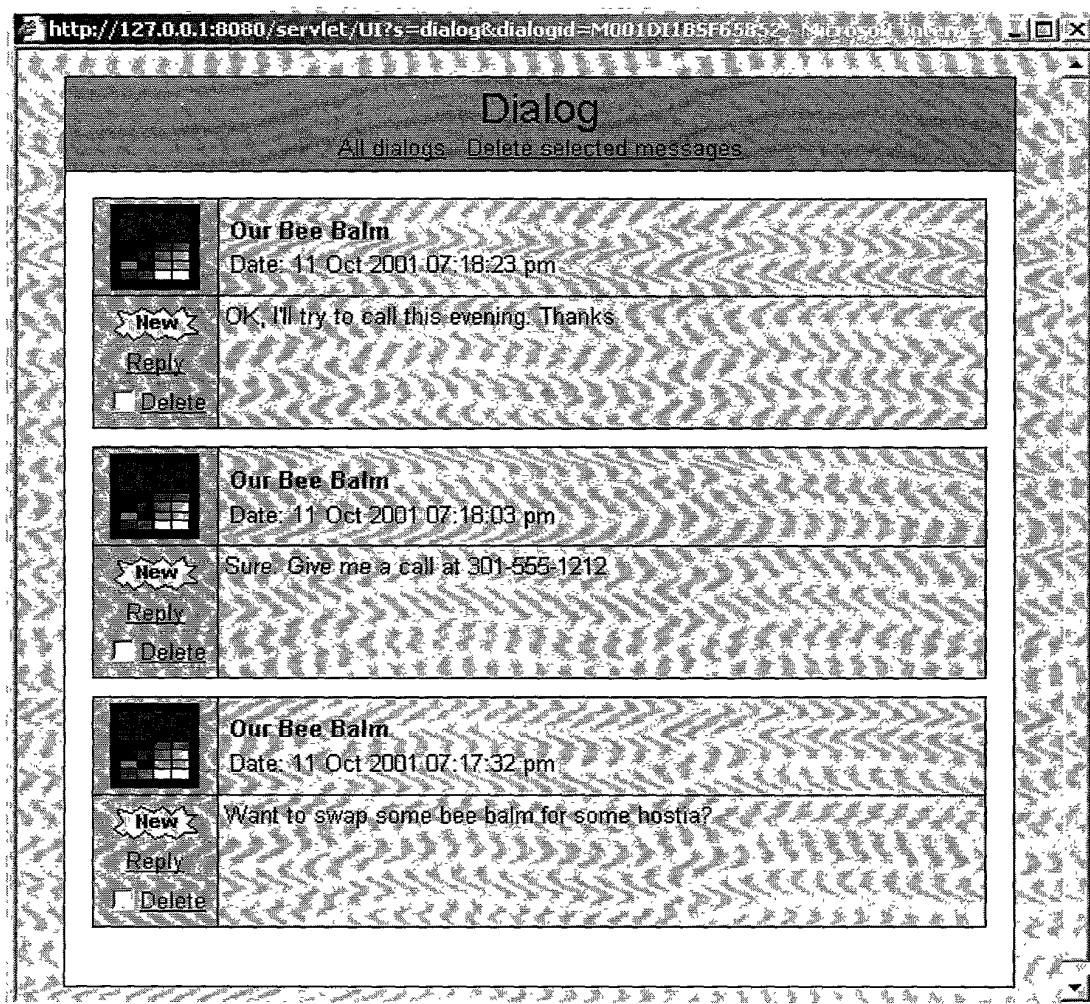 http://127.0.0.1:8080/servlet/UI?s=dialog&dialogid=
Dialog
All dialogs Delete selected messages
Our Bee Balm
Date: 11 Oct 2001 07:18:23 pm
New
OK, I'll try to call this evening. Thanks
Reply
Delete
Our Bee Balm
Date: 11 Oct 2001 07:18:03 pm
New
Sure. Give me a call at 301-555-1212
Reply
Delete
Our Bee Balm
Date: 11 Oct 2001 07:17:32 pm
New
Want to swap some bee balm for some hostia?
Reply
Delete